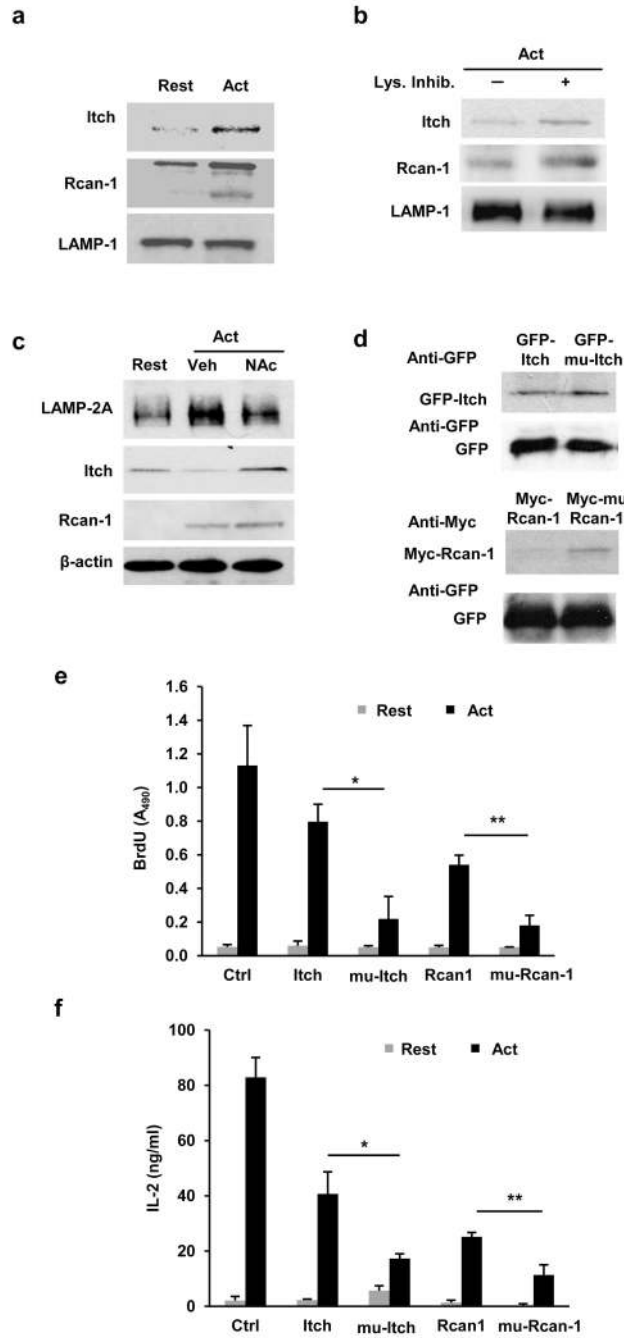 a
Rest Act
Itch
Rcan-1
LAMP-1
b
Act
Lys. Inhib. – +
Itch
Rcan-1
LAMP-1
c
Act
Rest Veh NAc
LAMP-2A
Itch
Rcan-1
β-actin
d
GFP- GFP-
Anti-GFP Itch mu-Itch
GFP-Itch
Anti-GFP
GFP
Myc- Myc-mu
Anti-Myc Rcan-1 Rcan-1
Myc-Rcan-1
Anti-GFP
GFP
e
1.6
1.4
1.2
1.0
0.8
0.6
0.4
0.2
0.0
BrdU (A₄₉₀)
Rest Act
*
**
Ctrl Itch mu-Itch Rcan1 mu-Rcan-1
f
100
80
60
40
20
0
IL-2 (ng/ml)
Rest Act
*
**
Ctrl Itch mu-Itch Rcan1 mu-Rcan-1